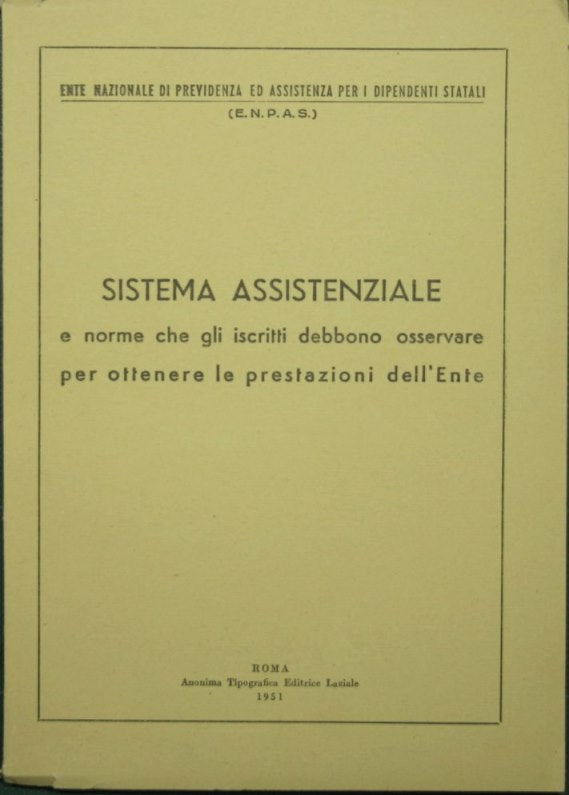 ENTE NAZIONALE DI PREVIDENZA ED ASSISTENZA PER I DIPENDENTI STATALI
(E.N.P.A.S.)
SISTEMA ASSISTENZIALE
e norme che gli iscritti debbono osservare
per ottenere le prestazioni dell'Ente
ROMA
Anonima Tipografica Editrice Laziale
1951